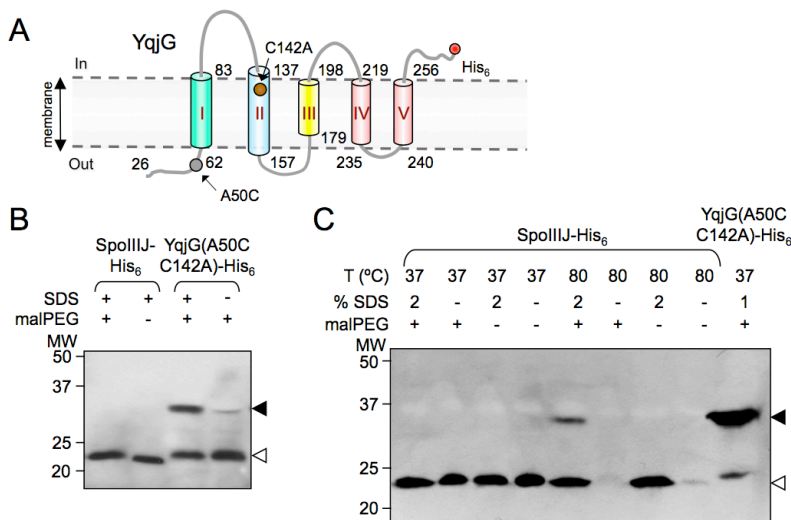 A
YqjG
C142A
In
83
137
198
219
256
His6
membrane
I
II
III
IV
V
179
Out
26
62
157
235
240
A50C
B
SpoIIIJ-
His6
YqjG(A50C
C142A)-His6
SDS + + + -
malPEG + - + +
MW
50
37
25
20
C
SpoIIIJ-His6
YqjG(A50C
C142A)-His6
T (ºC) 37 37 37 37 80 80 80 80 37
% SDS 2 - 2 - 2 - 2 - 1
malPEG + + - - + + - - +
MW
50
37
25
20